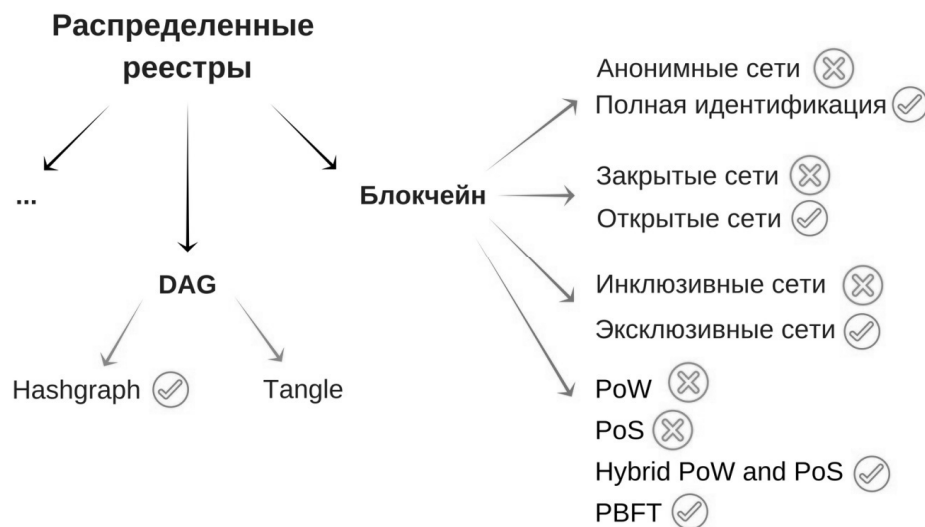 Распределенные
реестры
...
DAG
Hashgraph
Tangle
Блокчейн
Анонимные сети
Полная идентификация
Закрытые сети
Открытые сети
Инклюзивные сети
Эксклюзивные сети
PoW
PoS
Hybrid PoW and PoS
PBFT